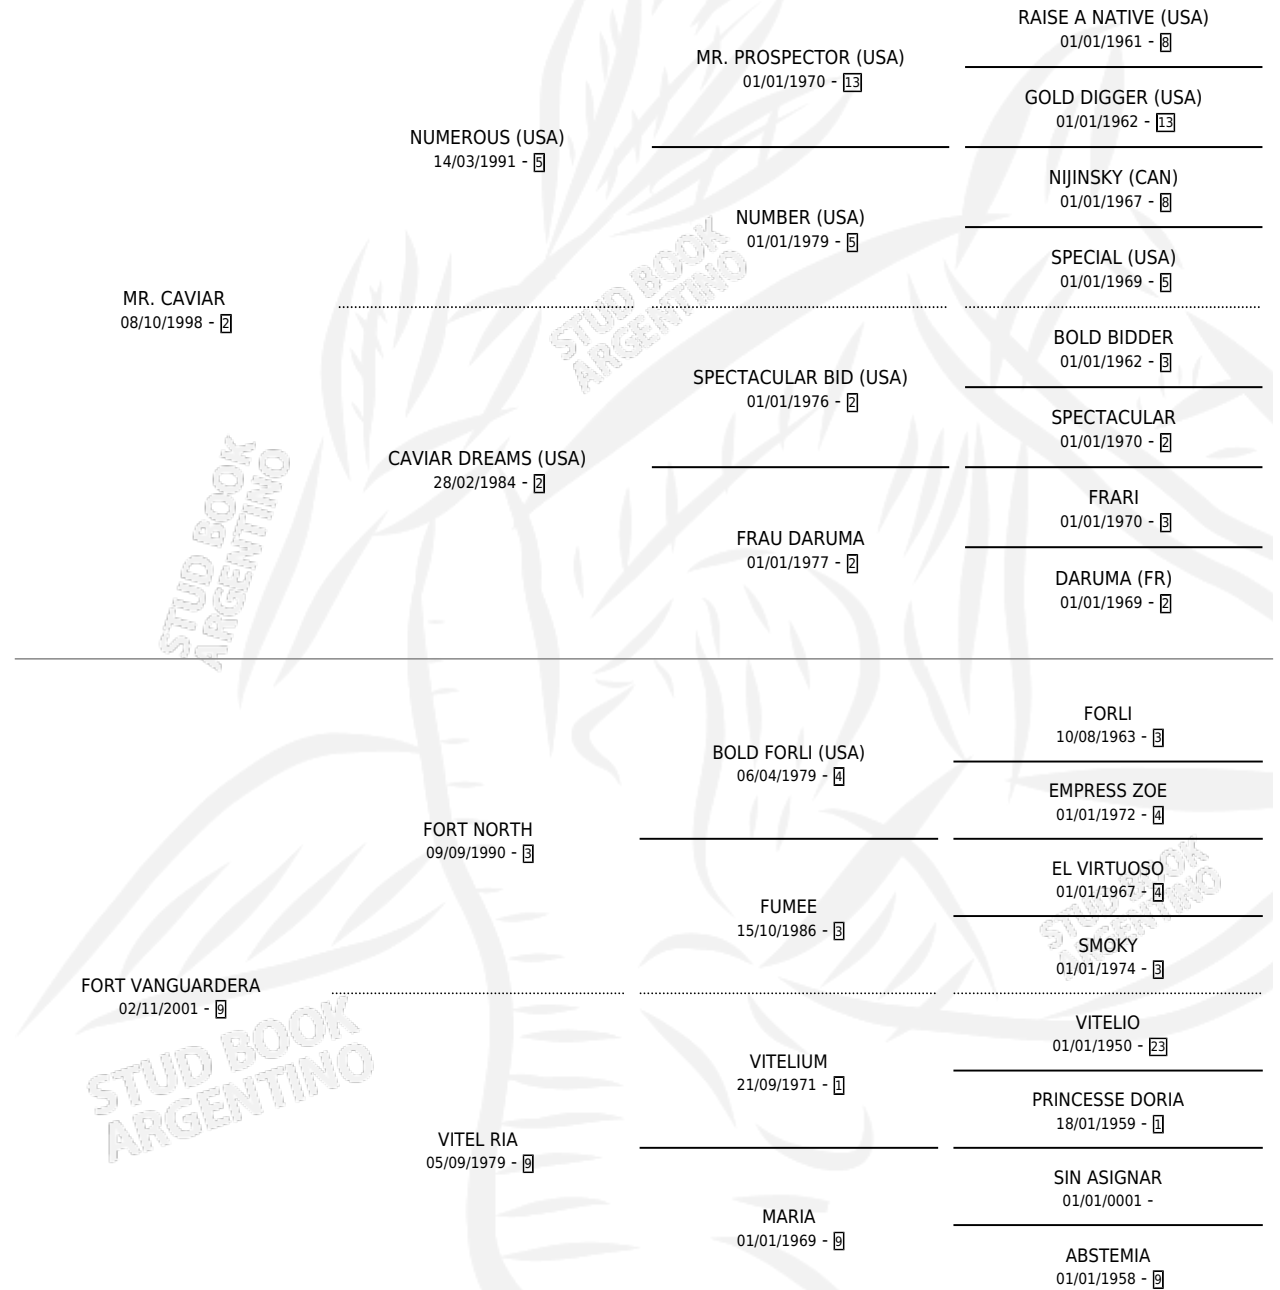 RAISE A NATIVE (USA)
01/01/1961 - 8
MR. PROSPECTOR (USA)
01/01/1970 - 13
GOLD DIGGER (USA)
01/01/1962 - 13
NUMEROUS (USA)
14/03/1991 - 5
NIJINSKY (CAN)
01/01/1967 - 8
NUMBER (USA)
01/01/1979 - 5
SPECIAL (USA)
01/01/1969 - 5
MR. CAVIAR
08/10/1998 - 2
STUD BOOK
ARGENTINO
BOLD BIDDER
01/01/1962 - 3
SPECTACULAR BID (USA)
01/01/1976 - 2
SPECTACULAR
01/01/1970 - 2
CAVIAR DREAMS (USA)
28/02/1984 - 2
FRARI
01/01/1970 - 3
FRAU DARUMA
01/01/1977 - 2
DARUMA (FR)
01/01/1969 - 2
STUD BOOK
ARGENTINO
FORLI
10/08/1963 - 3
BOLD FORLI (USA)
06/04/1979 - 4
EMPRESS ZOE
01/01/1972 - 4
FORT NORTH
09/09/1990 - 3
EL VIRTUOSO
01/01/1967 - 4
FUMEE
15/10/1986 - 3
SMOKY
01/01/1974 - 3
STUD BOOK
ARGENTINO
FORT VANGUARDERA
02/11/2001 - 9
VITELIO
01/01/1950 - 23
VITELIUM
21/09/1971 - 1
PRINCESSE DORIA
18/01/1959 - 1
STUD BOOK
ARGENTINO
VITEL RIA
05/09/1979 - 9
SIN ASIGNAR
01/01/0001 -
MARIA
01/01/1969 - 9
ABSTEMIA
01/01/1958 - 9